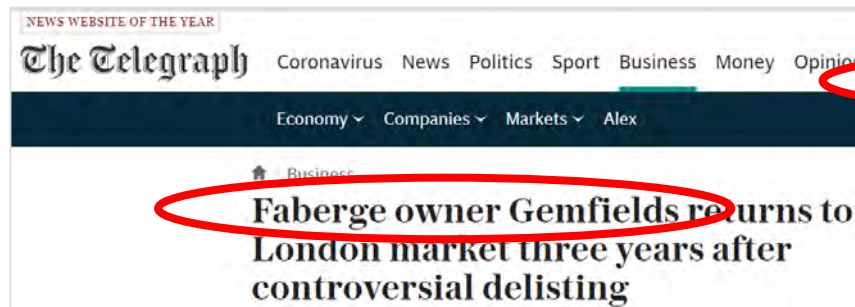 NEWS WEBSITE OF THE YEAR
The Telegraph
Coronavirus News Politics Sport Business Money Opinion
Economy Companies Markets Alex
Business
Faberge owner Gemfields returns to
London market three years after
controversial delisting